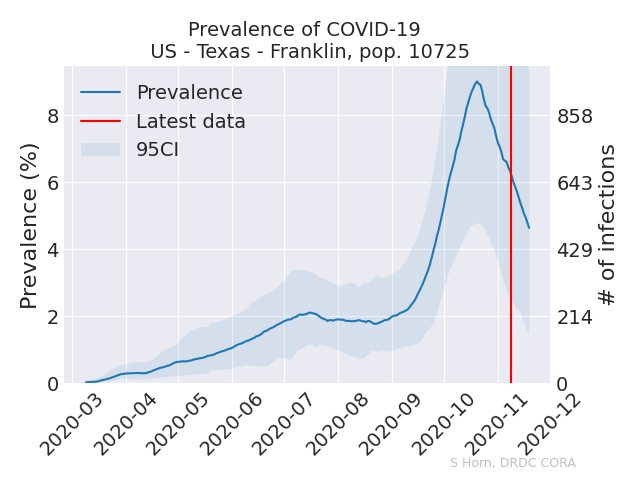 Prevalence of COVID-19
US - Texas - Franklin, pop. 10725
Prevalence
Latest data
95CI
Prevalence (%)
8
6
4
2
0
# of infections
858
643
429
214
0
2020-03
2020-04
2020-05
2020-06
2020-07
2020-08
2020-09
2020-10
2020-11
2020-12
S Horn, DRDC CORA